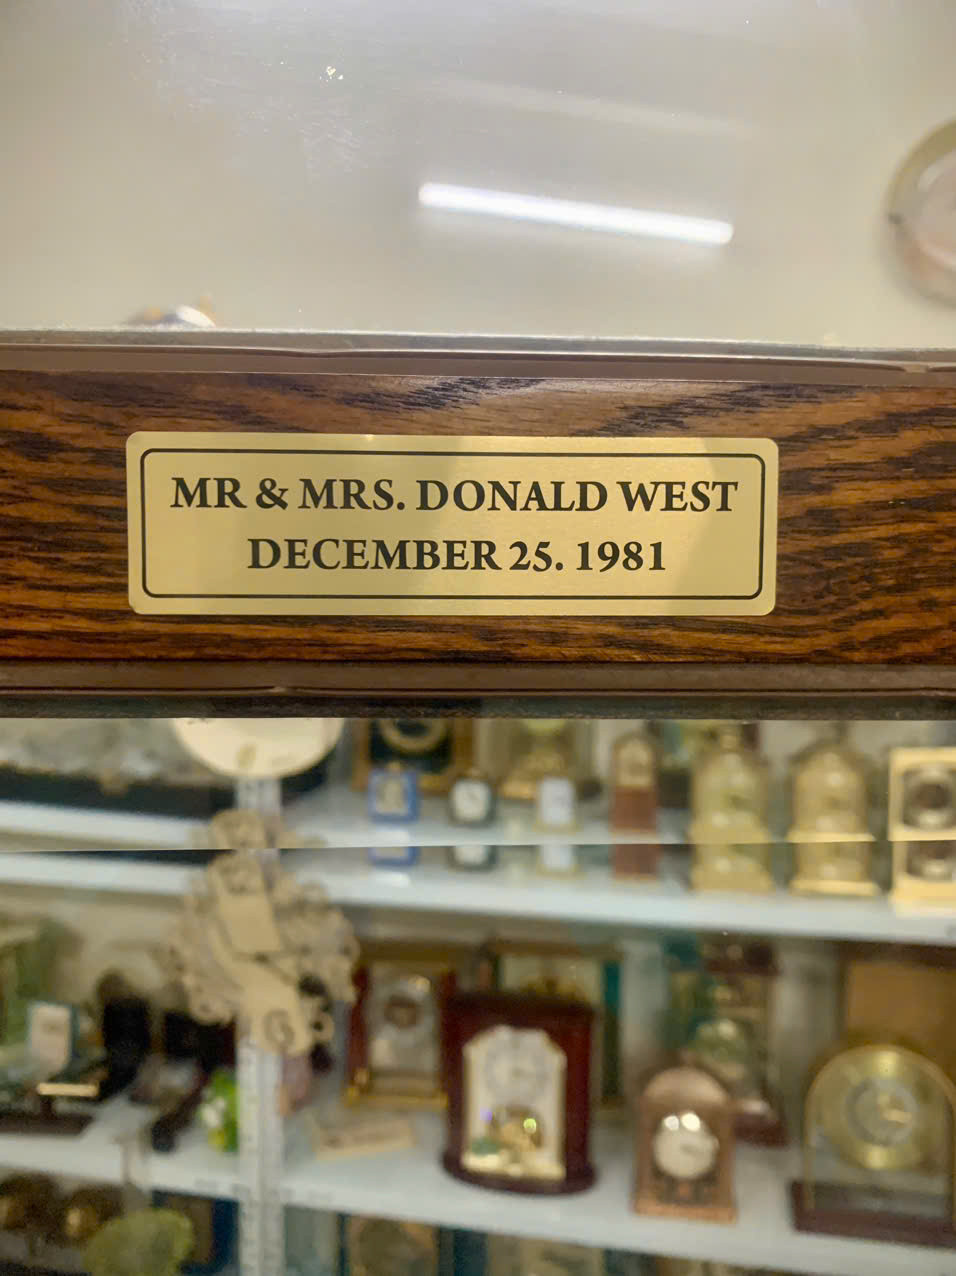 MR & MRS. DONALD WEST
DECEMBER 25. 1981